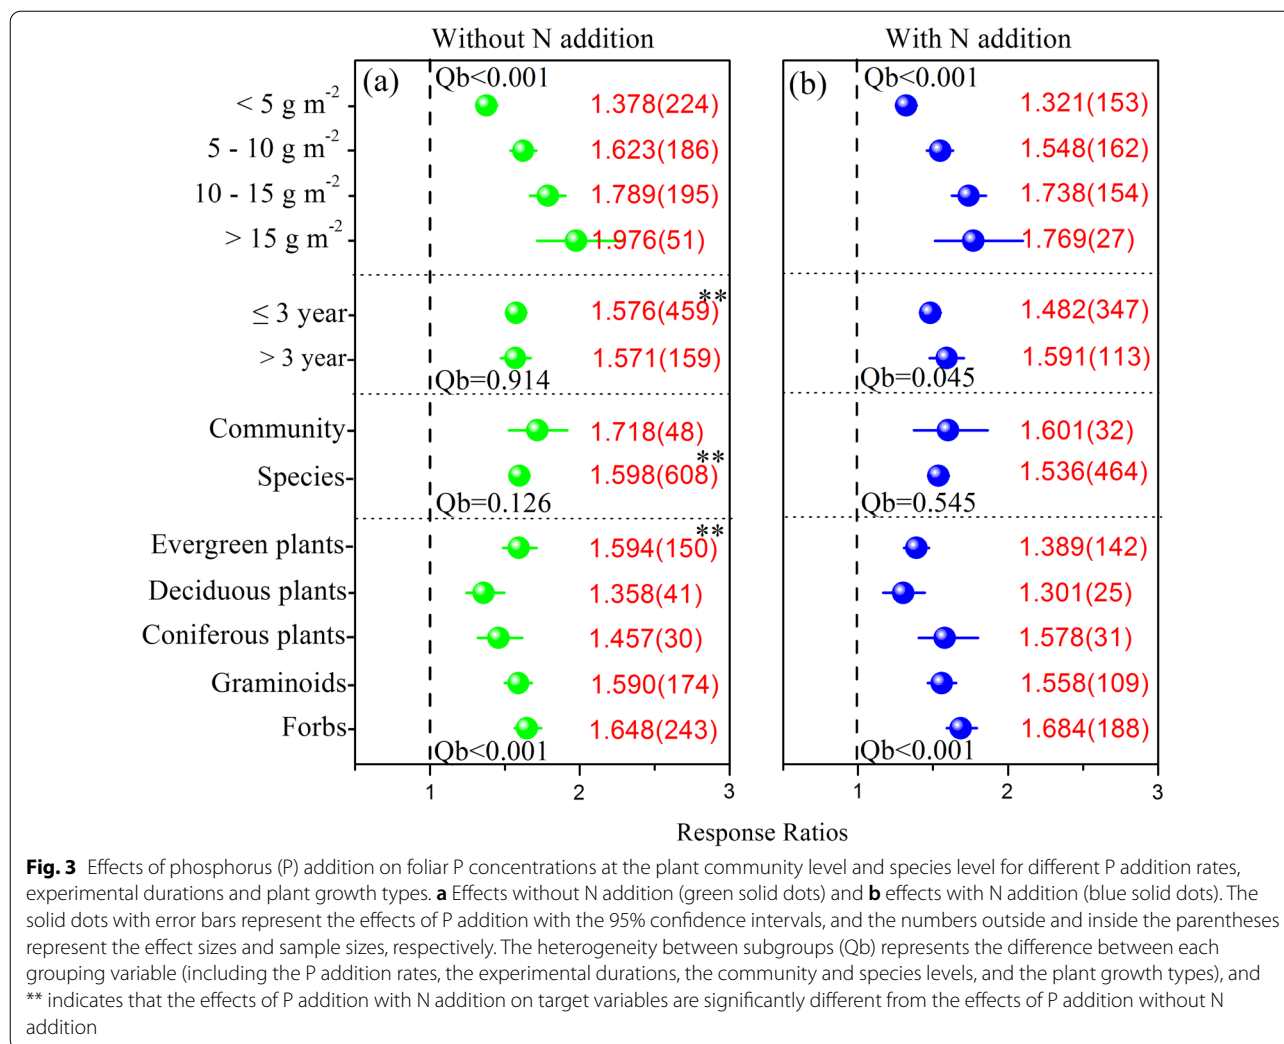 Without N addition
With N addition
(a) Qb<0.001
(b) Qb<0.001
< 5 g m-2 1.378(224) 1.321(153)
5 - 10 g m-2 1.623(186) 1.548(162)
10 - 15 g m-2 1.789(195) 1.738(154)
> 15 g m-2 1.976(51) 1.769(27)
≤ 3 year 1.576(459) ** 1.482(347)
> 3 year 1.571(159) 1.591(113)
Qb=0.914 Qb=0.045
Community 1.718(48) 1.601(32)
Species 1.598(608) ** 1.536(464)
Qb=0.126 Qb=0.545
Evergreen plants 1.594(150) ** 1.389(142)
Deciduous plants 1.358(41) 1.301(25)
Coniferous plants 1.457(30) 1.578(31)
Graminoids 1.590(174) 1.558(109)
Forbs 1.648(243) 1.684(188)
Qb<0.001 Qb<0.001
1 2 3 1 2 3
Response Ratios
Fig. 3 Effects of phosphorus (P) addition on foliar P concentrations at the plant community level and species level for different P addition rates,
experimental durations and plant growth types. a Effects without N addition (green solid dots) and b effects with N addition (blue solid dots). The
solid dots with error bars represent the effects of P addition with the 95% confidence intervals, and the numbers outside and inside the parentheses
represent the effect sizes and sample sizes, respectively. The heterogeneity between subgroups (Qb) represents the difference between each
grouping variable (including the P addition rates, the experimental durations, the community and species levels, and the plant growth types), and
** indicates that the effects of P addition with N addition on target variables are significantly different from the effects of P addition without N
addition